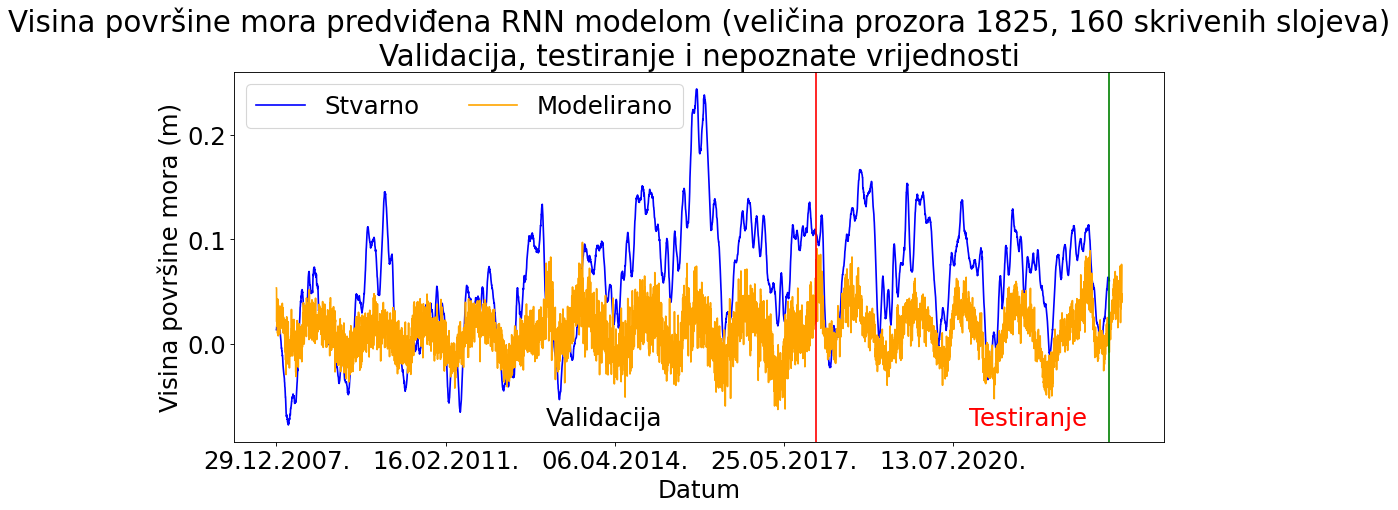 Visina površine mora predviđena RNN modelom (veličina prozora 1825, 160 skrivenih slojeva)
Validacija, testiranje i nepoznate vrijednosti
Stvarno Modelirano
Visina površine mora (m)
0.2
0.1
0.0
Validacija
Testiranje
29.12.2007. 16.02.2011. 06.04.2014. 25.05.2017. 13.07.2020.
Datum